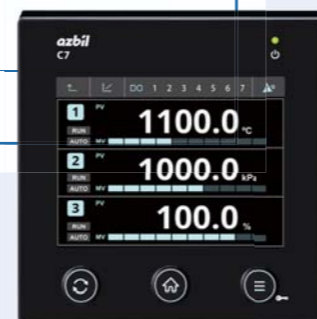 azbil
C7
DO 1 2 3 4 5 6 7
1 PV 1100.0 °C
RUN
AUTO MV
2 PV 1000.0 kPa
RUN
AUTO MV
3 PV 100.0 %
RUN
AUTO MV